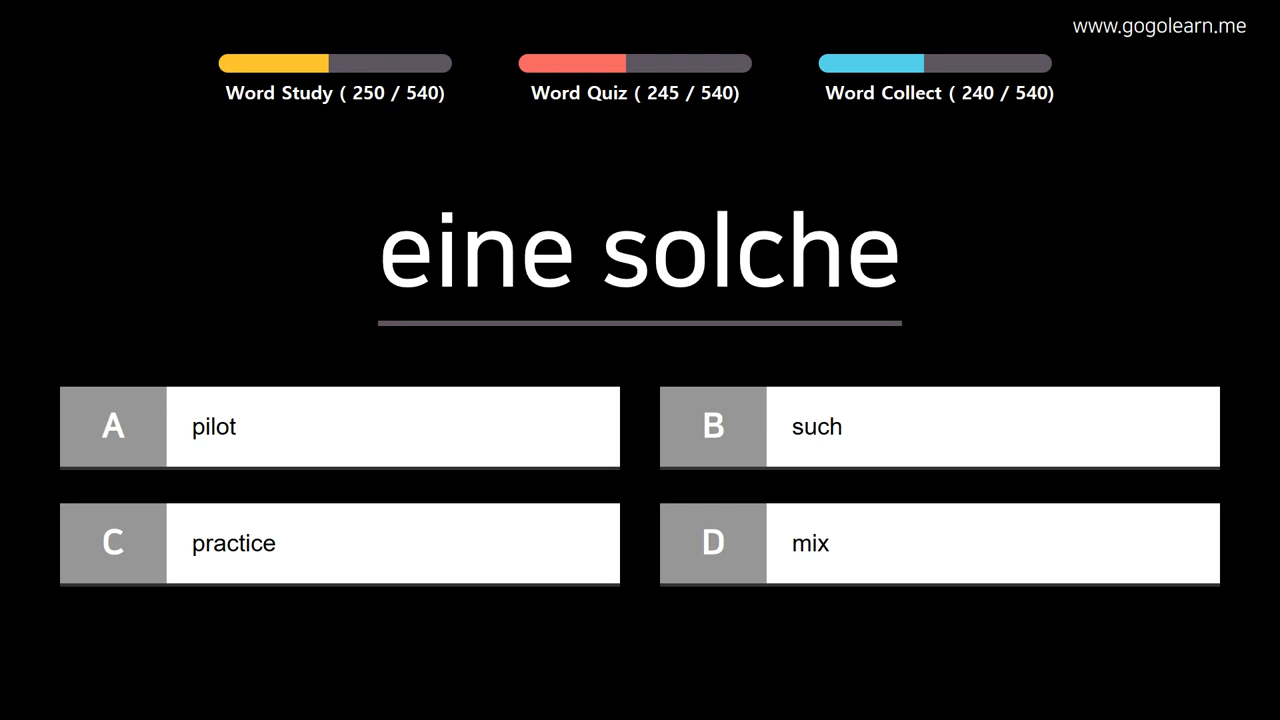 www.gogolearn.me
Word Study ( 250 / 540)
Word Quiz ( 245 / 540)
Word Collect ( 240 / 540)
eine solche
A pilot
B such
C practice
D mix